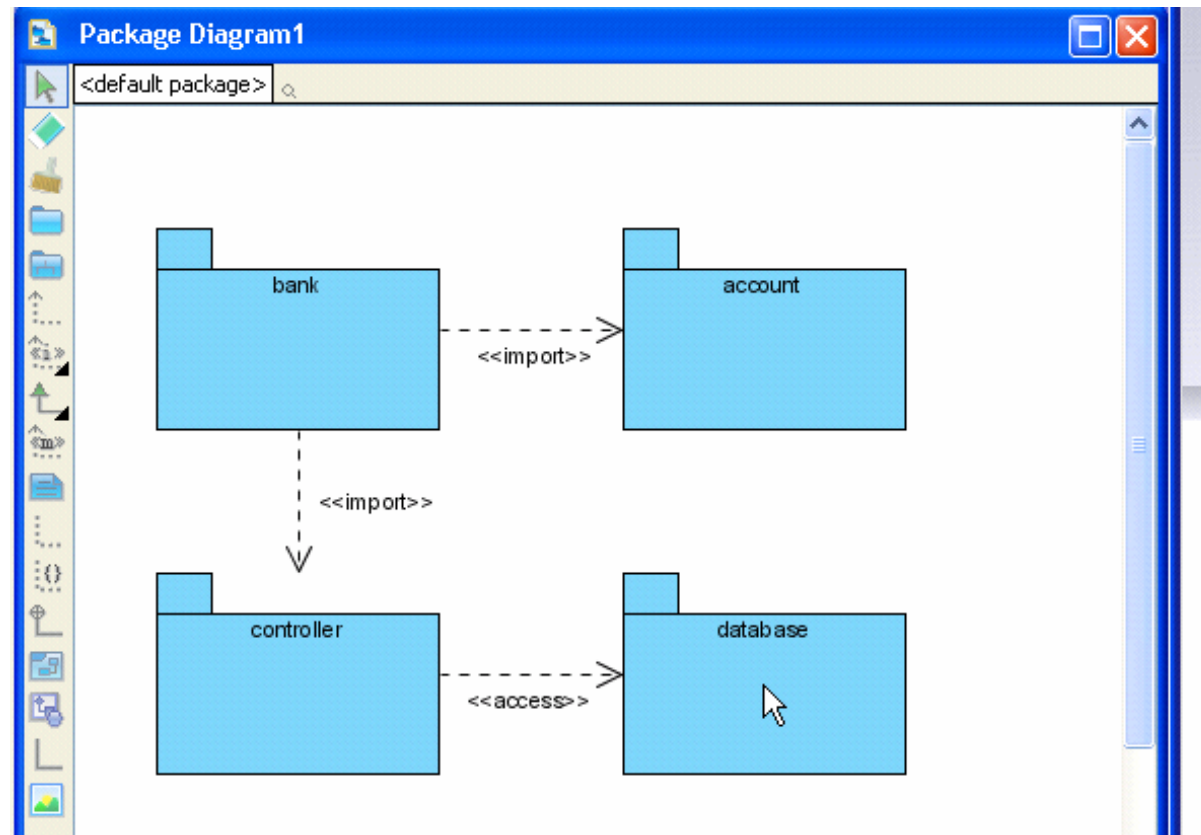 Package Diagram1
<default package>
bank
account
<<import>>
<<import>>
controller
database
<<access>>
«i»
«m»
{}